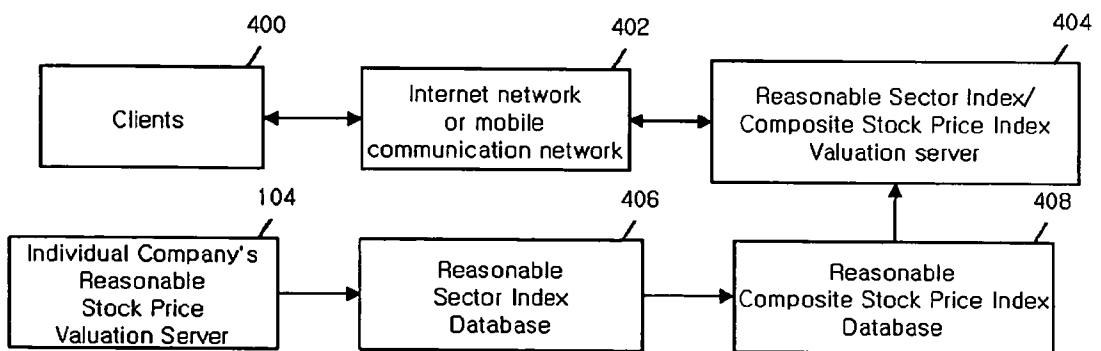 400
402
404
Clients
Internet network
or mobile
communication network
Reasonable Sector Index/
Composite Stock Price Index
Valuation server
104
406
408
Individual Company's
Reasonable
Stock Price
Valuation Server
Reasonable
Sector Index
Database
Reasonable
Composite Stock Price Index
Database